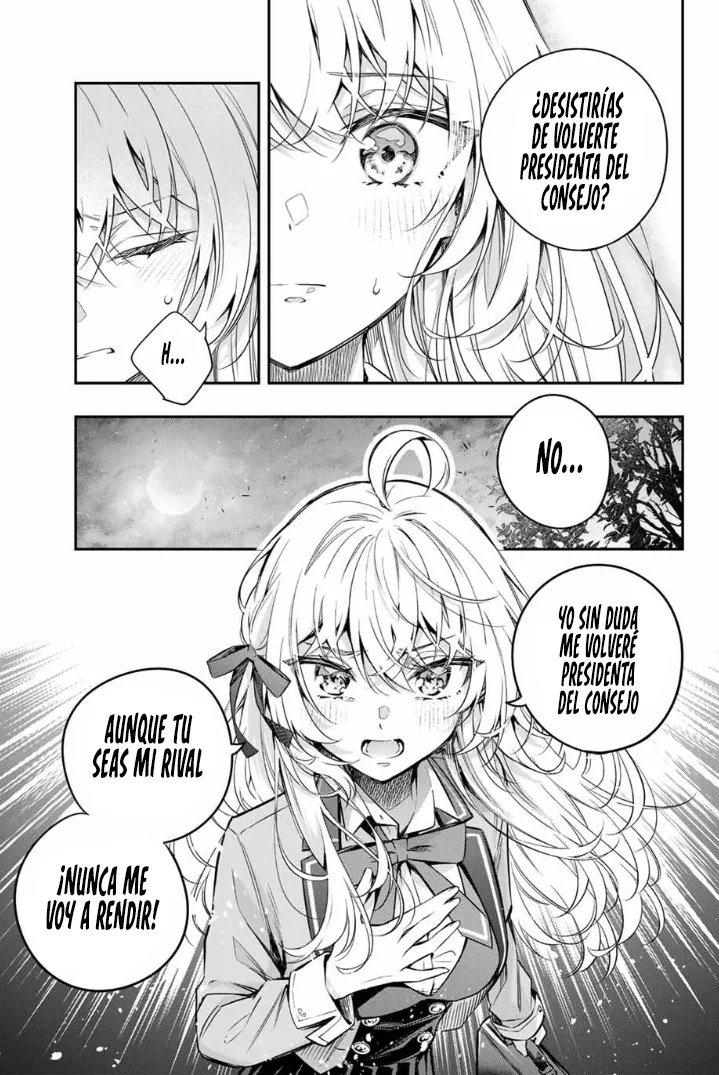 ¿DESISTIRÍAS
DE VOLVERTE
PRESIDENTA DEL
CONSEJO?
H...
NO...
YO SIN DUDA
ME VOLVERÉ
PRESIDENTA
DEL CONSEJO
AUNQUE TU
SEAS MI RIVAL
¡NUNCA ME
VOY A RENDIR!